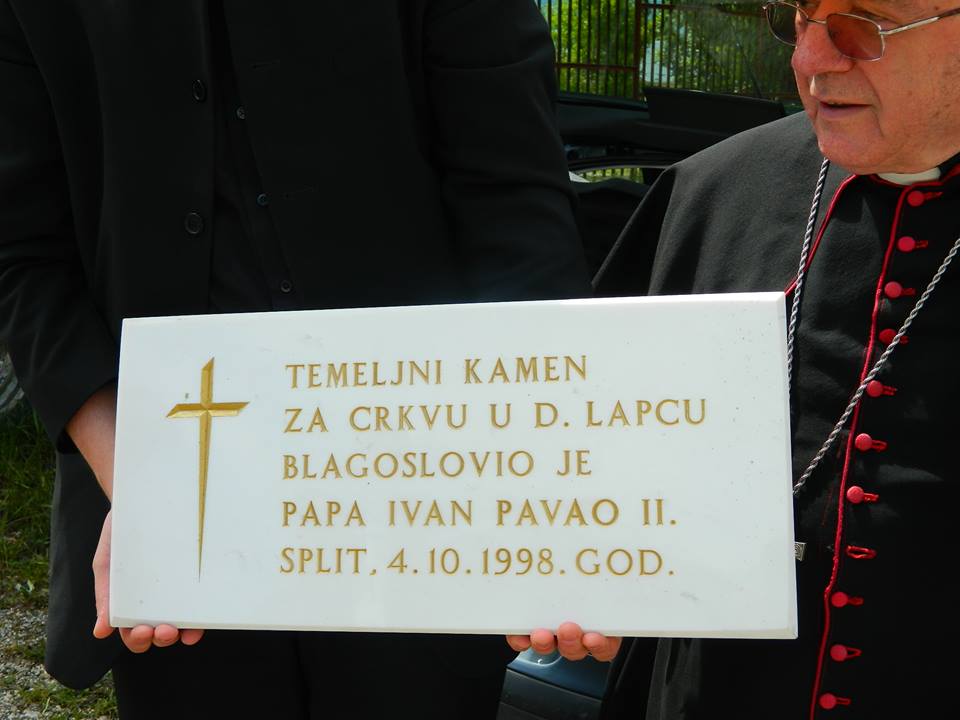 TEMELJNI KAMEN
ZA CRKVU U D. LAPCU
BLAGOSLOVIO JE
PAPA IVAN PAVAO II.
SPLIT, 4.10.1998. GOD.